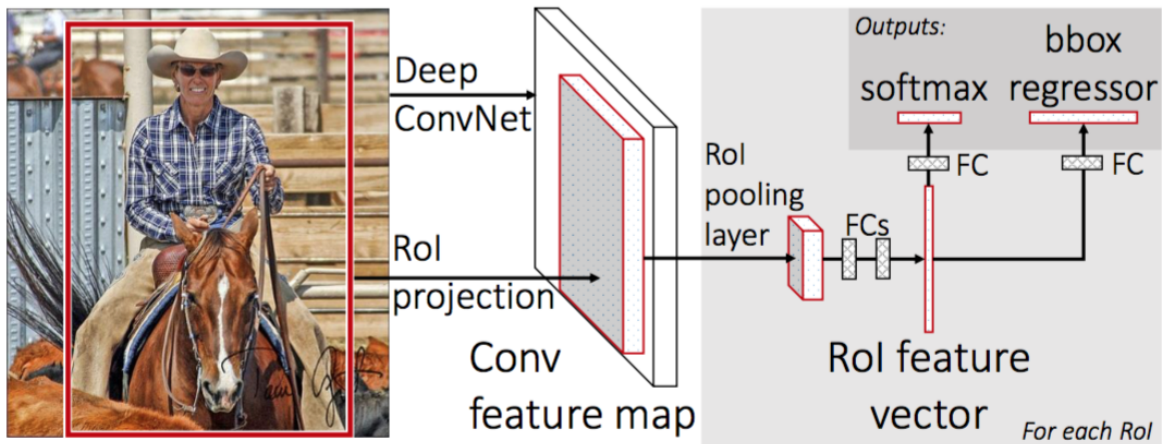 Deep
ConvNet
RoI
projection
Conv
feature map
RoI
pooling
layer
FCs
RoI feature
vector
Outputs:
softmax
bbox
regressor
FC
FC
For each RoI